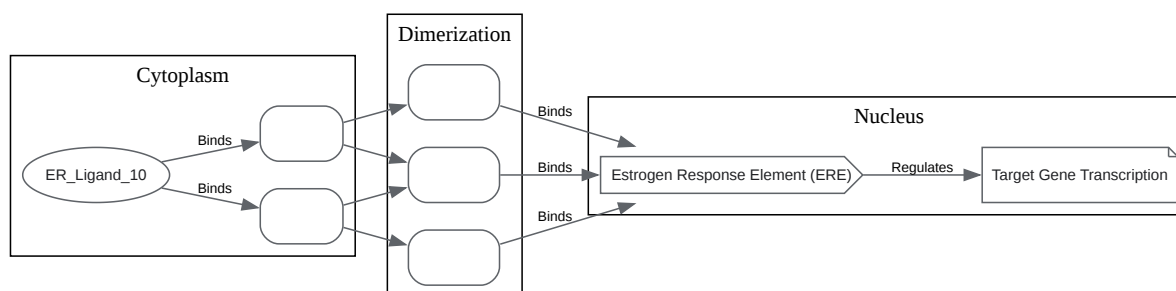 Dimerization
Cytoplasm
Nucleus
ER_Ligand_10
Binds
Binds
Binds
Binds
Binds
Estrogen Response Element (ERE)
Regulates
Target Gene Transcription